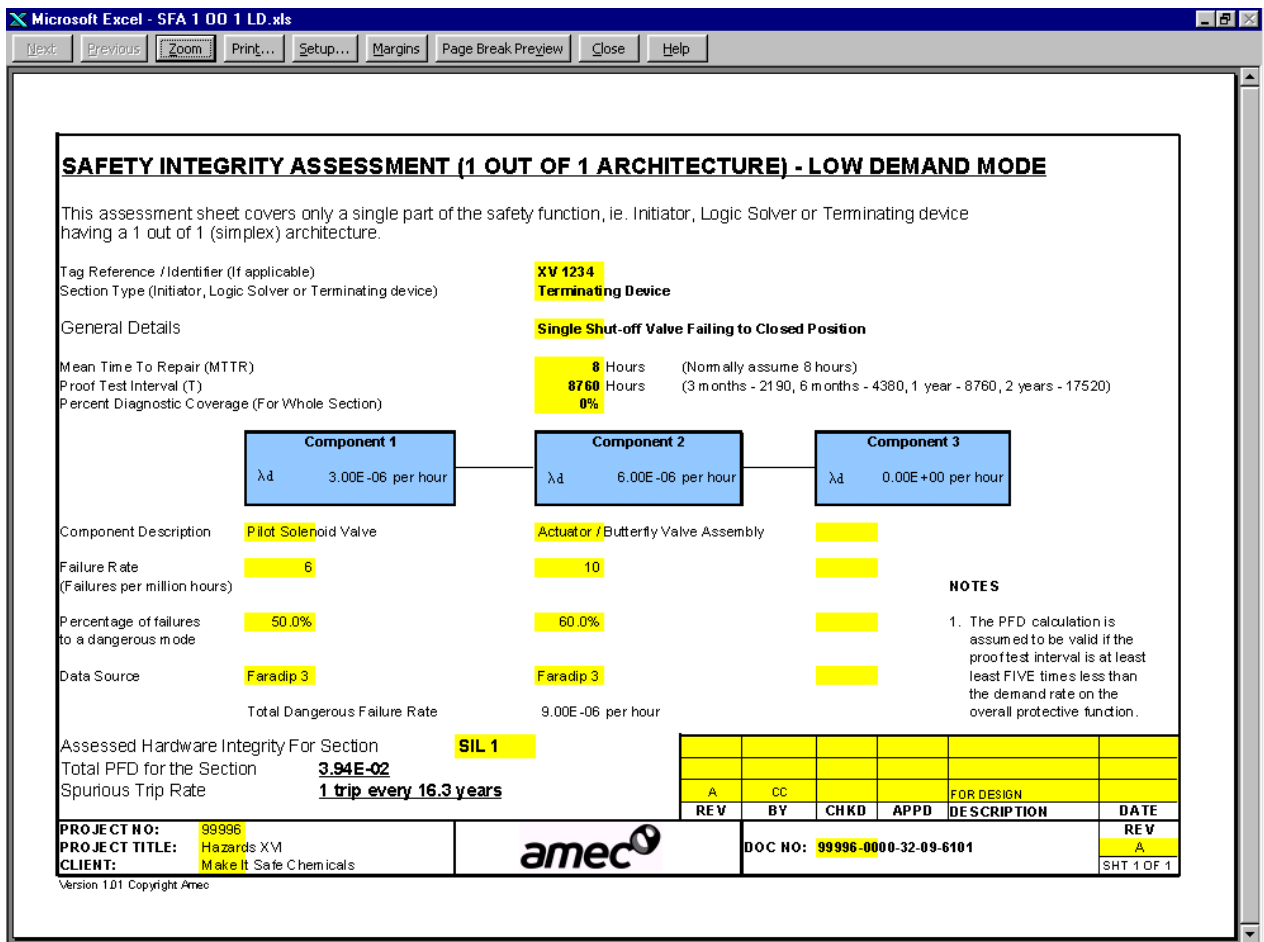 Microsoft Excel - SFA 1 OO 1 LD.xls
Next Previous Zoom Print... Setup... Margins Page Break Preview Close Help
SAFETY INTEGRITY ASSESSMENT (1 OUT OF 1 ARCHITECTURE) - LOW DEMAND MODE
This assessment sheet covers only a single part of the safety function, ie. Initiator, Logic Solver or Terminating device
having a 1 out of 1 (simplex) architecture.
Tag Reference / Identifier (If applicable) XV 1234
Section Type (Initiator, Logic Solver or Terminating device) Terminating Device
General Details Single Shut-off Valve Failing to Closed Position
Mean Time To Repair (MTTR) 8 Hours (Normally assume 8 hours)
Proof Test Interval (T) 8760 Hours (3 months - 2190, 6 months - 4380, 1 year - 8760, 2 years - 17520)
Percent Diagnostic Coverage (For Whole Section) 0%
Component 1 Component 2 Component 3
λd 3.00E-06 per hour λd 6.00E-06 per hour λd 0.00E+00 per hour
Component Description Pilot Solenoid Valve Actuator / Butterfly Valve Assembly
Failure Rate 6 10
(Failures per million hours)
Percentage of failures 50.0% 60.0%
to a dangerous mode
Data Source Faradip 3 Faradip 3
Total Dangerous Failure Rate 9.00E-06 per hour
NOTES
1. The PFD calculation is
assumed to be valid if the
proof test interval is at least
least FIVE times less than
the demand rate on the
overall protective function.
Assessed Hardware Integrity For Section SIL 1
Total PFD for the Section 3.94E-02
Spurious Trip Rate 1 trip every 16.3 years
A CC FOR DESIGN
REV BY CHKD APPD DESCRIPTION DATE
PROJECT NO: 99996
PROJECT TITLE: Hazards XVI
CLIENT: Make It Safe Chemicals
amec
DOC NO: 99996-0000-32-09-6101
REV
A
SHT 1 OF 1
Version 1.01 Copyright Amec